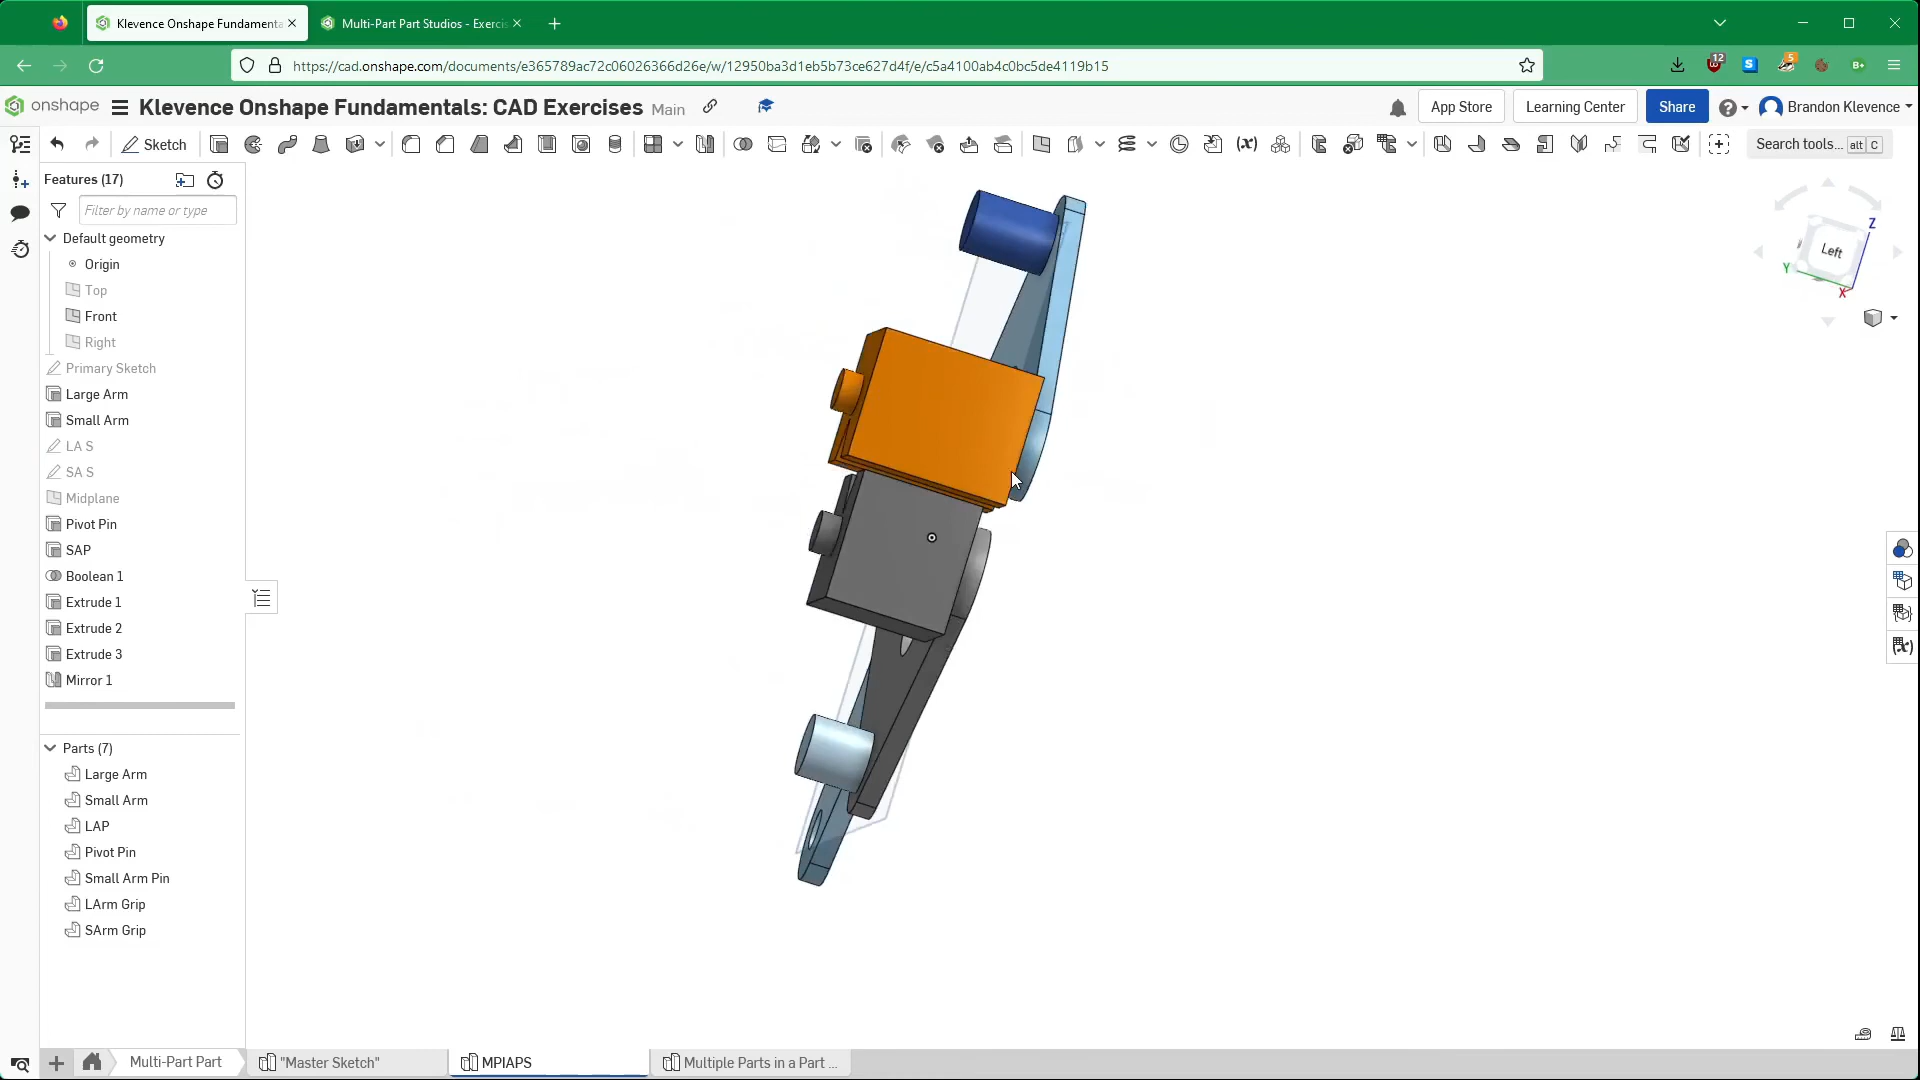 Klevence Onshape Fundamenta
Multi-Part Part Studios - Exercis
https://cad.onshape.com/documents/e365789ac72c06026366d26e/w/12950ba3d1eb5b73ce627d4f/e/c5a4100ab4c0bc5de4119b15
12
S
5
B+
onshape
Klevence Onshape Fundamentals: CAD Exercises
Main
App Store
Learning Center
Share
Brandon Klevence
Sketch
(x)
Search tools...
alt
C
Features (17)
Filter by name or type
Default geometry
Origin
Top
Front
Right
Primary Sketch
Large Arm
Small Arm
LA S
SA S
Midplane
Pivot Pin
SAP
Boolean 1
Extrude 1
Extrude 2
Extrude 3
Mirror 1
Parts (7)
Large Arm
Small Arm
LAP
Pivot Pin
Small Arm Pin
LArm Grip
SArm Grip
Z
Left
Y
X
(x)
Multi-Part Part
"Master Sketch"
MPIAPS
Multiple Parts in a Part ...